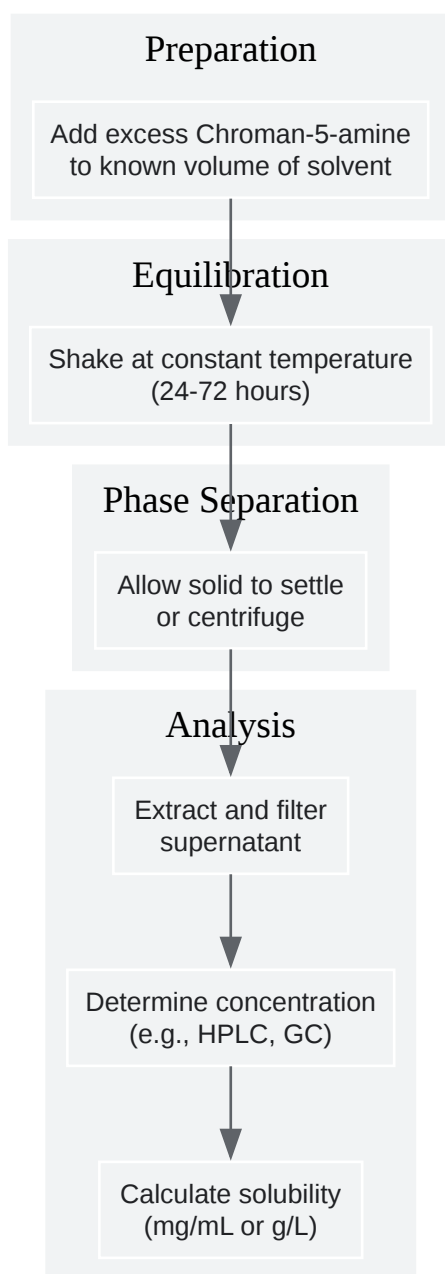 Preparation
Add excess Chroman-5-amine
to known volume of solvent
Equilibration
Shake at constant temperature
(24-72 hours)
Phase Separation
Allow solid to settle
or centrifuge
Analysis
Extract and filter
supernatant
Determine concentration
(e.g., HPLC, GC)
Calculate solubility
(mg/mL or g/L)